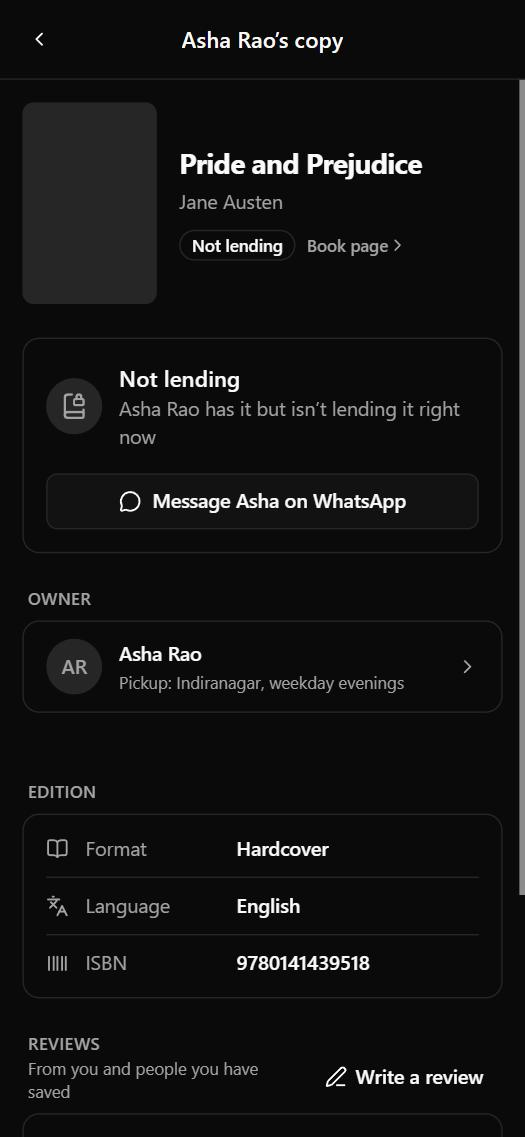 Asha Rao’s copy
Pride and Prejudice
Jane Austen
Not lending
Book page
Not lending
Asha Rao has it but isn’t lending it right
now
Message Asha on WhatsApp
OWNER
AR
Asha Rao
Pickup: Indiranagar, weekday evenings
EDITION
Format Hardcover
Language English
ISBN 9780141439518
REVIEWS
From you and people you have
saved
Write a review